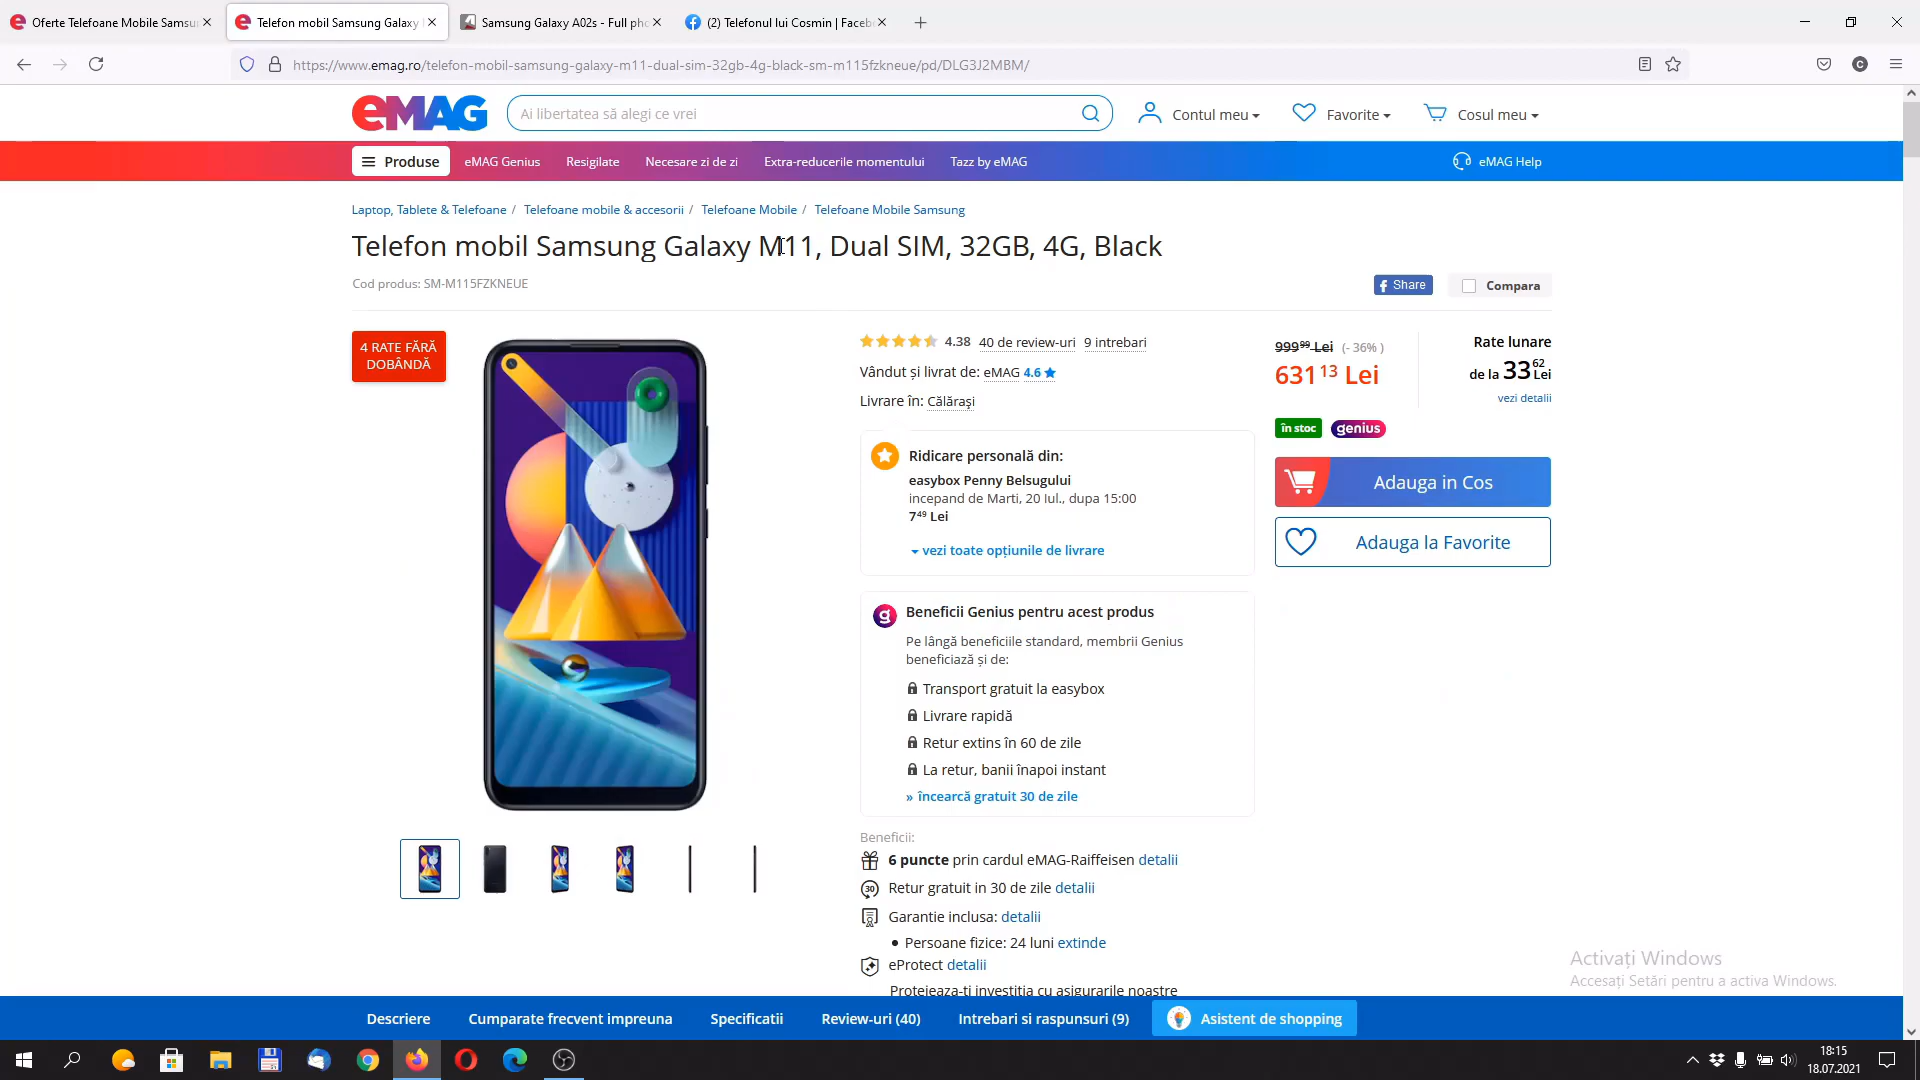 Oferte Telefoane Mobile Samsu
Telefon mobil Samsung Galaxy
Samsung Galaxy A02s - Full pho
(2) Telefonul lui Cosmin | Faceb
https://www.emag.ro/telefon-mobil-samsung-galaxy-m11-dual-sim-32gb-4g-black-sm-m115fzkneue/pd/DLG3J2MBM/
C
eMAG
Ai libertatea să alegi ce vrei
Contul meu
Favorite
Cosul meu
Produse
eMAG Genius
Resigilate
Necesare zi de zi
Extra-reducerile momentului
Tazz by eMAG
eMAG Help
Laptop, Tablete & Telefoane / Telefoane mobile & accesorii / Telefoane Mobile / Telefoane Mobile Samsung
Telefon mobil Samsung Galaxy M11, Dual SIM, 32GB, 4G, Black
Cod produs: SM-M115FZKNEUE
Share
Compara
4 RATE FĂRĂ
DOBÂNDĂ
4.38 40 de review-uri 9 intrebari
Vândut și livrat de: eMAG 4.6
Livrare în: Călărași
Ridicare personală din:
easybox Penny Belsugului
incepand de Marti, 20 Iul., dupa 15:00
7⁴⁹ Lei
vezi toate opțiunile de livrare
g Beneficii Genius pentru acest produs
Pe lângă beneficiile standard, membrii Genius
beneficiază și de:
Transport gratuit la easybox
Livrare rapidă
Retur extins în 60 de zile
La retur, banii înapoi instant
» încearcă gratuit 30 de zile
Beneficii:
6 puncte prin cardul eMAG-Raiffeisen detalii
30 Retur gratuit in 30 de zile detalii
Garantie inclusa: detalii
• Persoane fizice: 24 luni extinde
eProtect detalii
Protejeaza-ti investitia cu asigurarile noastre
999⁹⁹ Lei (- 36% )
631¹³ Lei
Rate lunare
de la 33⁶² Lei
vezi detalii
în stoc
genius
Adauga in Cos
Adauga la Favorite
Activați Windows
Accesați Setări pentru a activa Windows.
Descriere
Cumparate frecvent impreuna
Specificatii
Review-uri (40)
Intrebari si raspunsuri (9)
Asistent de shopping
18:15
18.07.2021